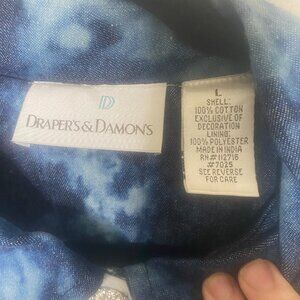 DRAPER'S & DAMON'S
L
SHELL:
100% COTTON
EXCLUSIVE OF
DECORATION
LINING:
100% POLYESTER
MADE IN INDIA
RN#112716
#7025
SEE REVERSE
FOR CARE